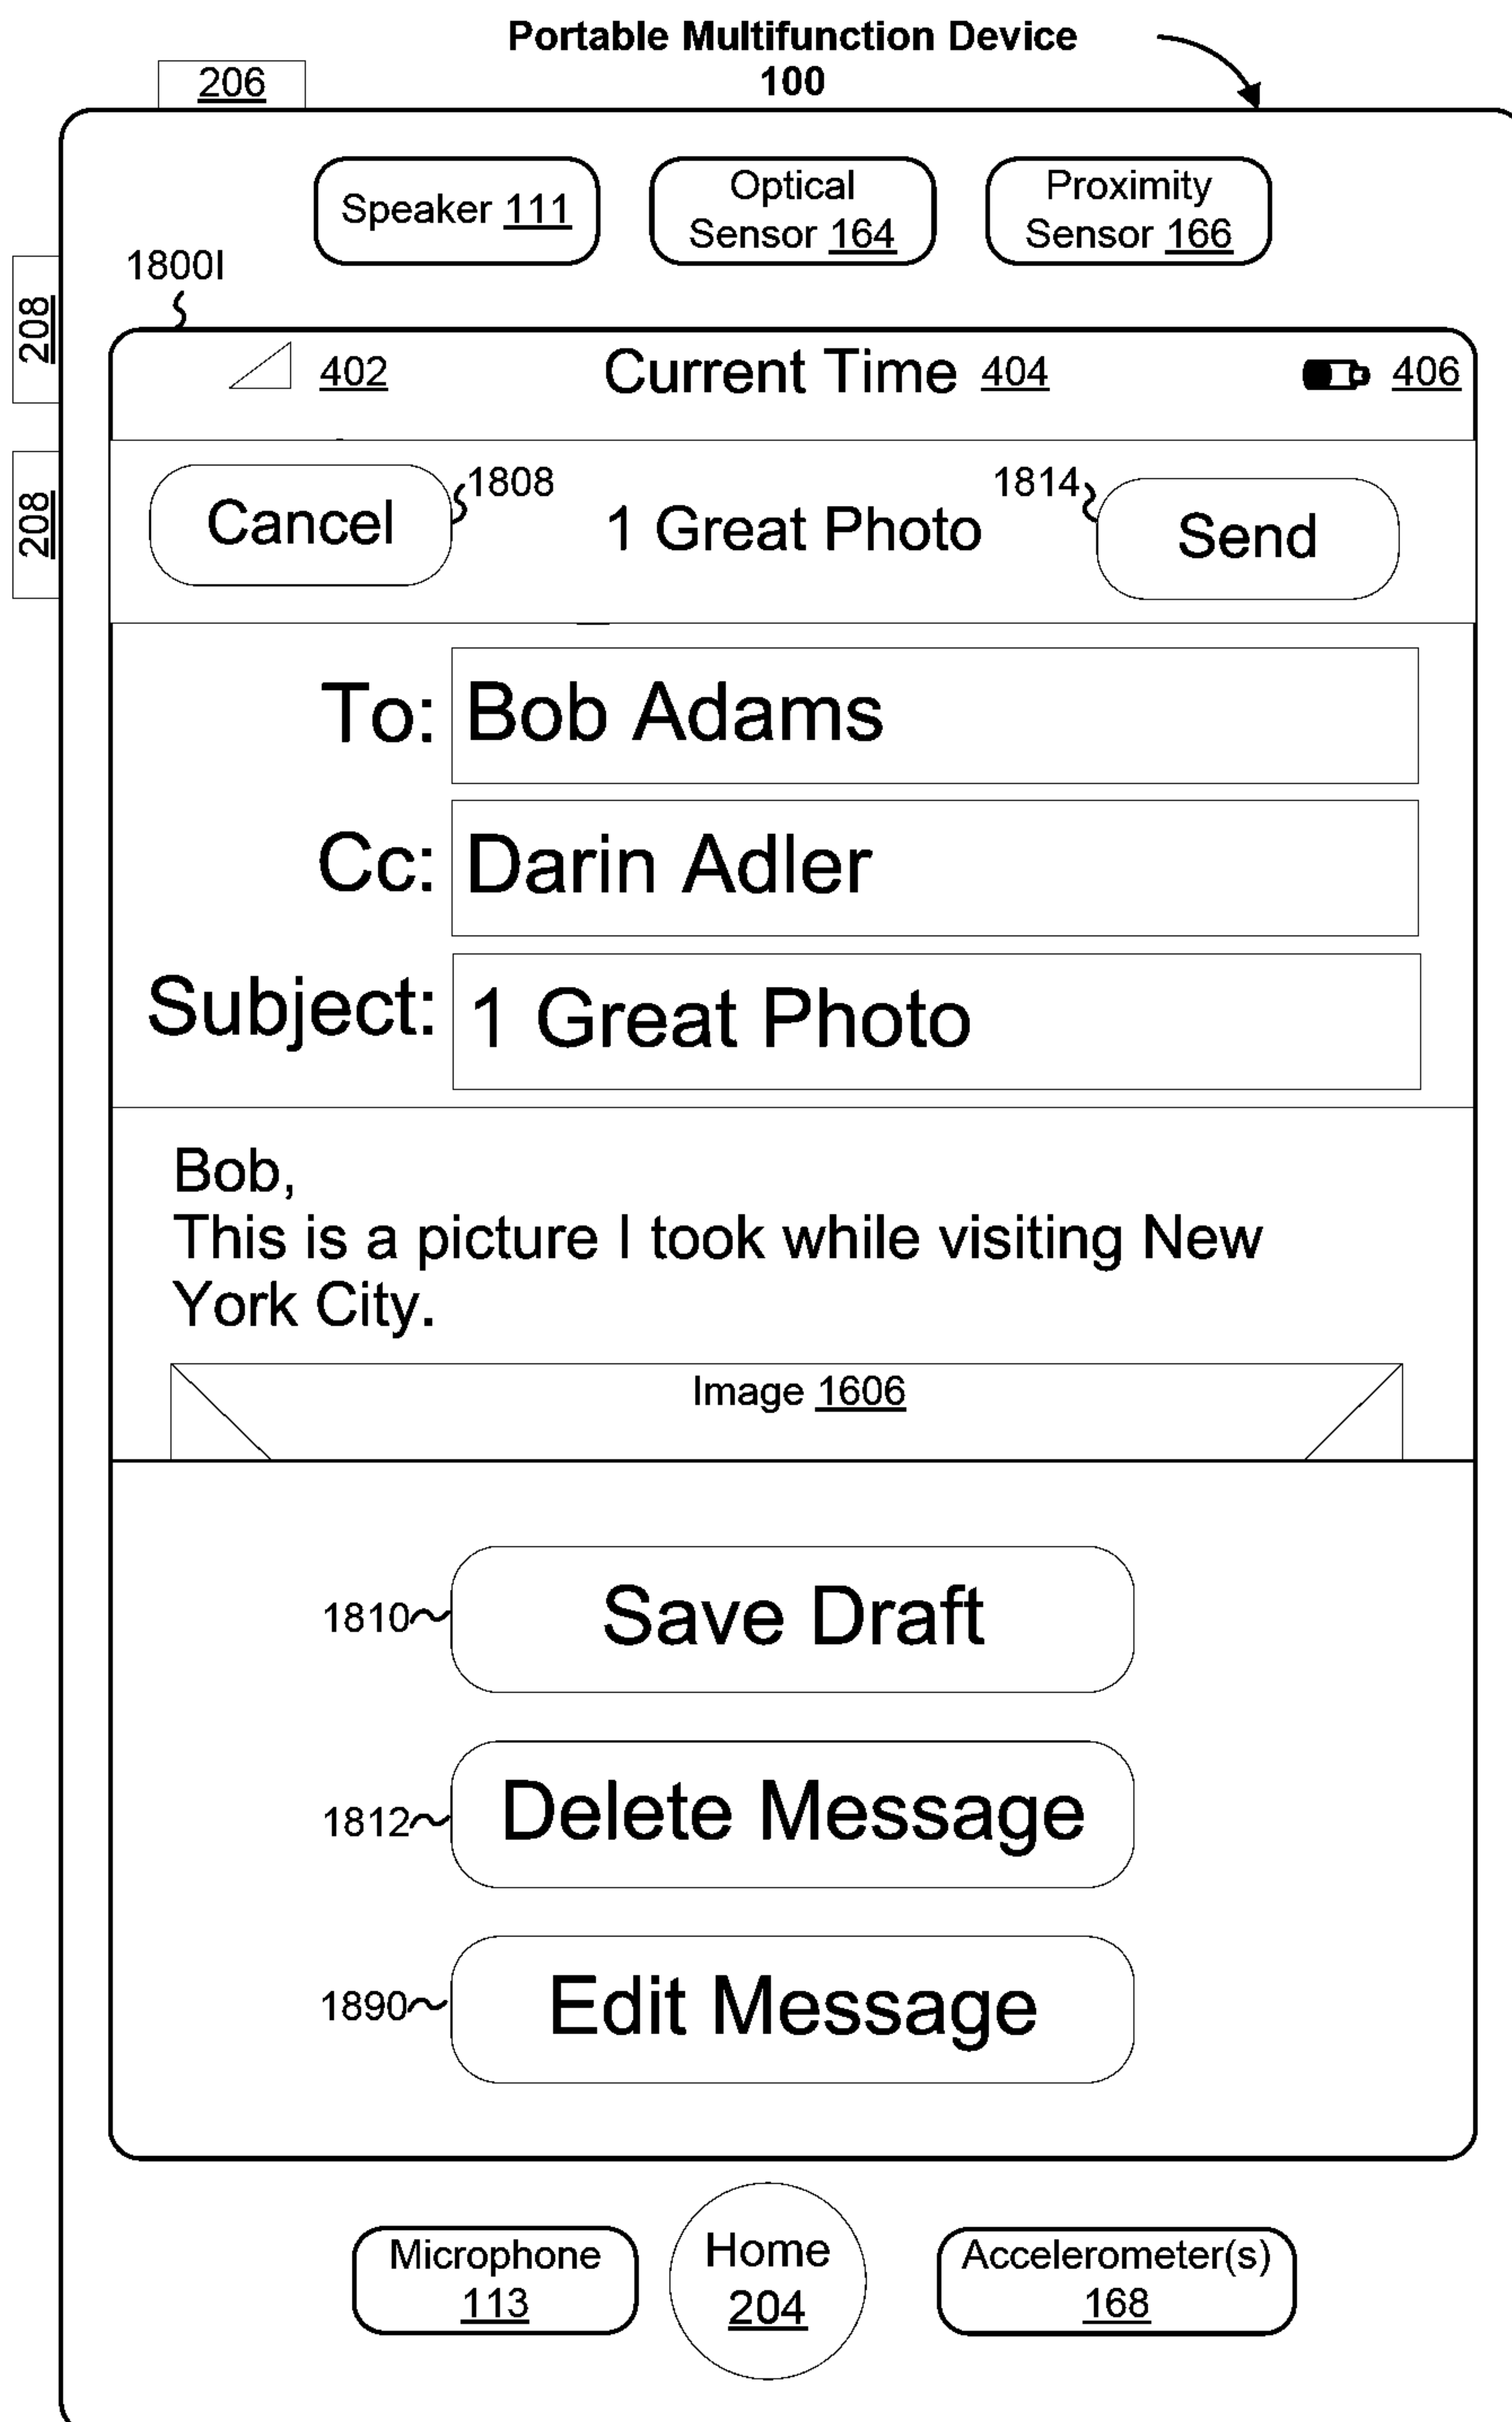 Portable Multifunction Device
100
206
Speaker 111
Optical
Sensor 164
Proximity
Sensor 166
1800I
208
208
402
Current Time 404
406
Cancel
1808
1 Great Photo
1814
Send
To: Bob Adams
Cc: Darin Adler
Subject: 1 Great Photo
Bob,
This is a picture I took while visiting New
York City.
Image 1606
1810
Save Draft
1812
Delete Message
1890
Edit Message
Microphone
113
Home
204
Accelerometer(s)
168